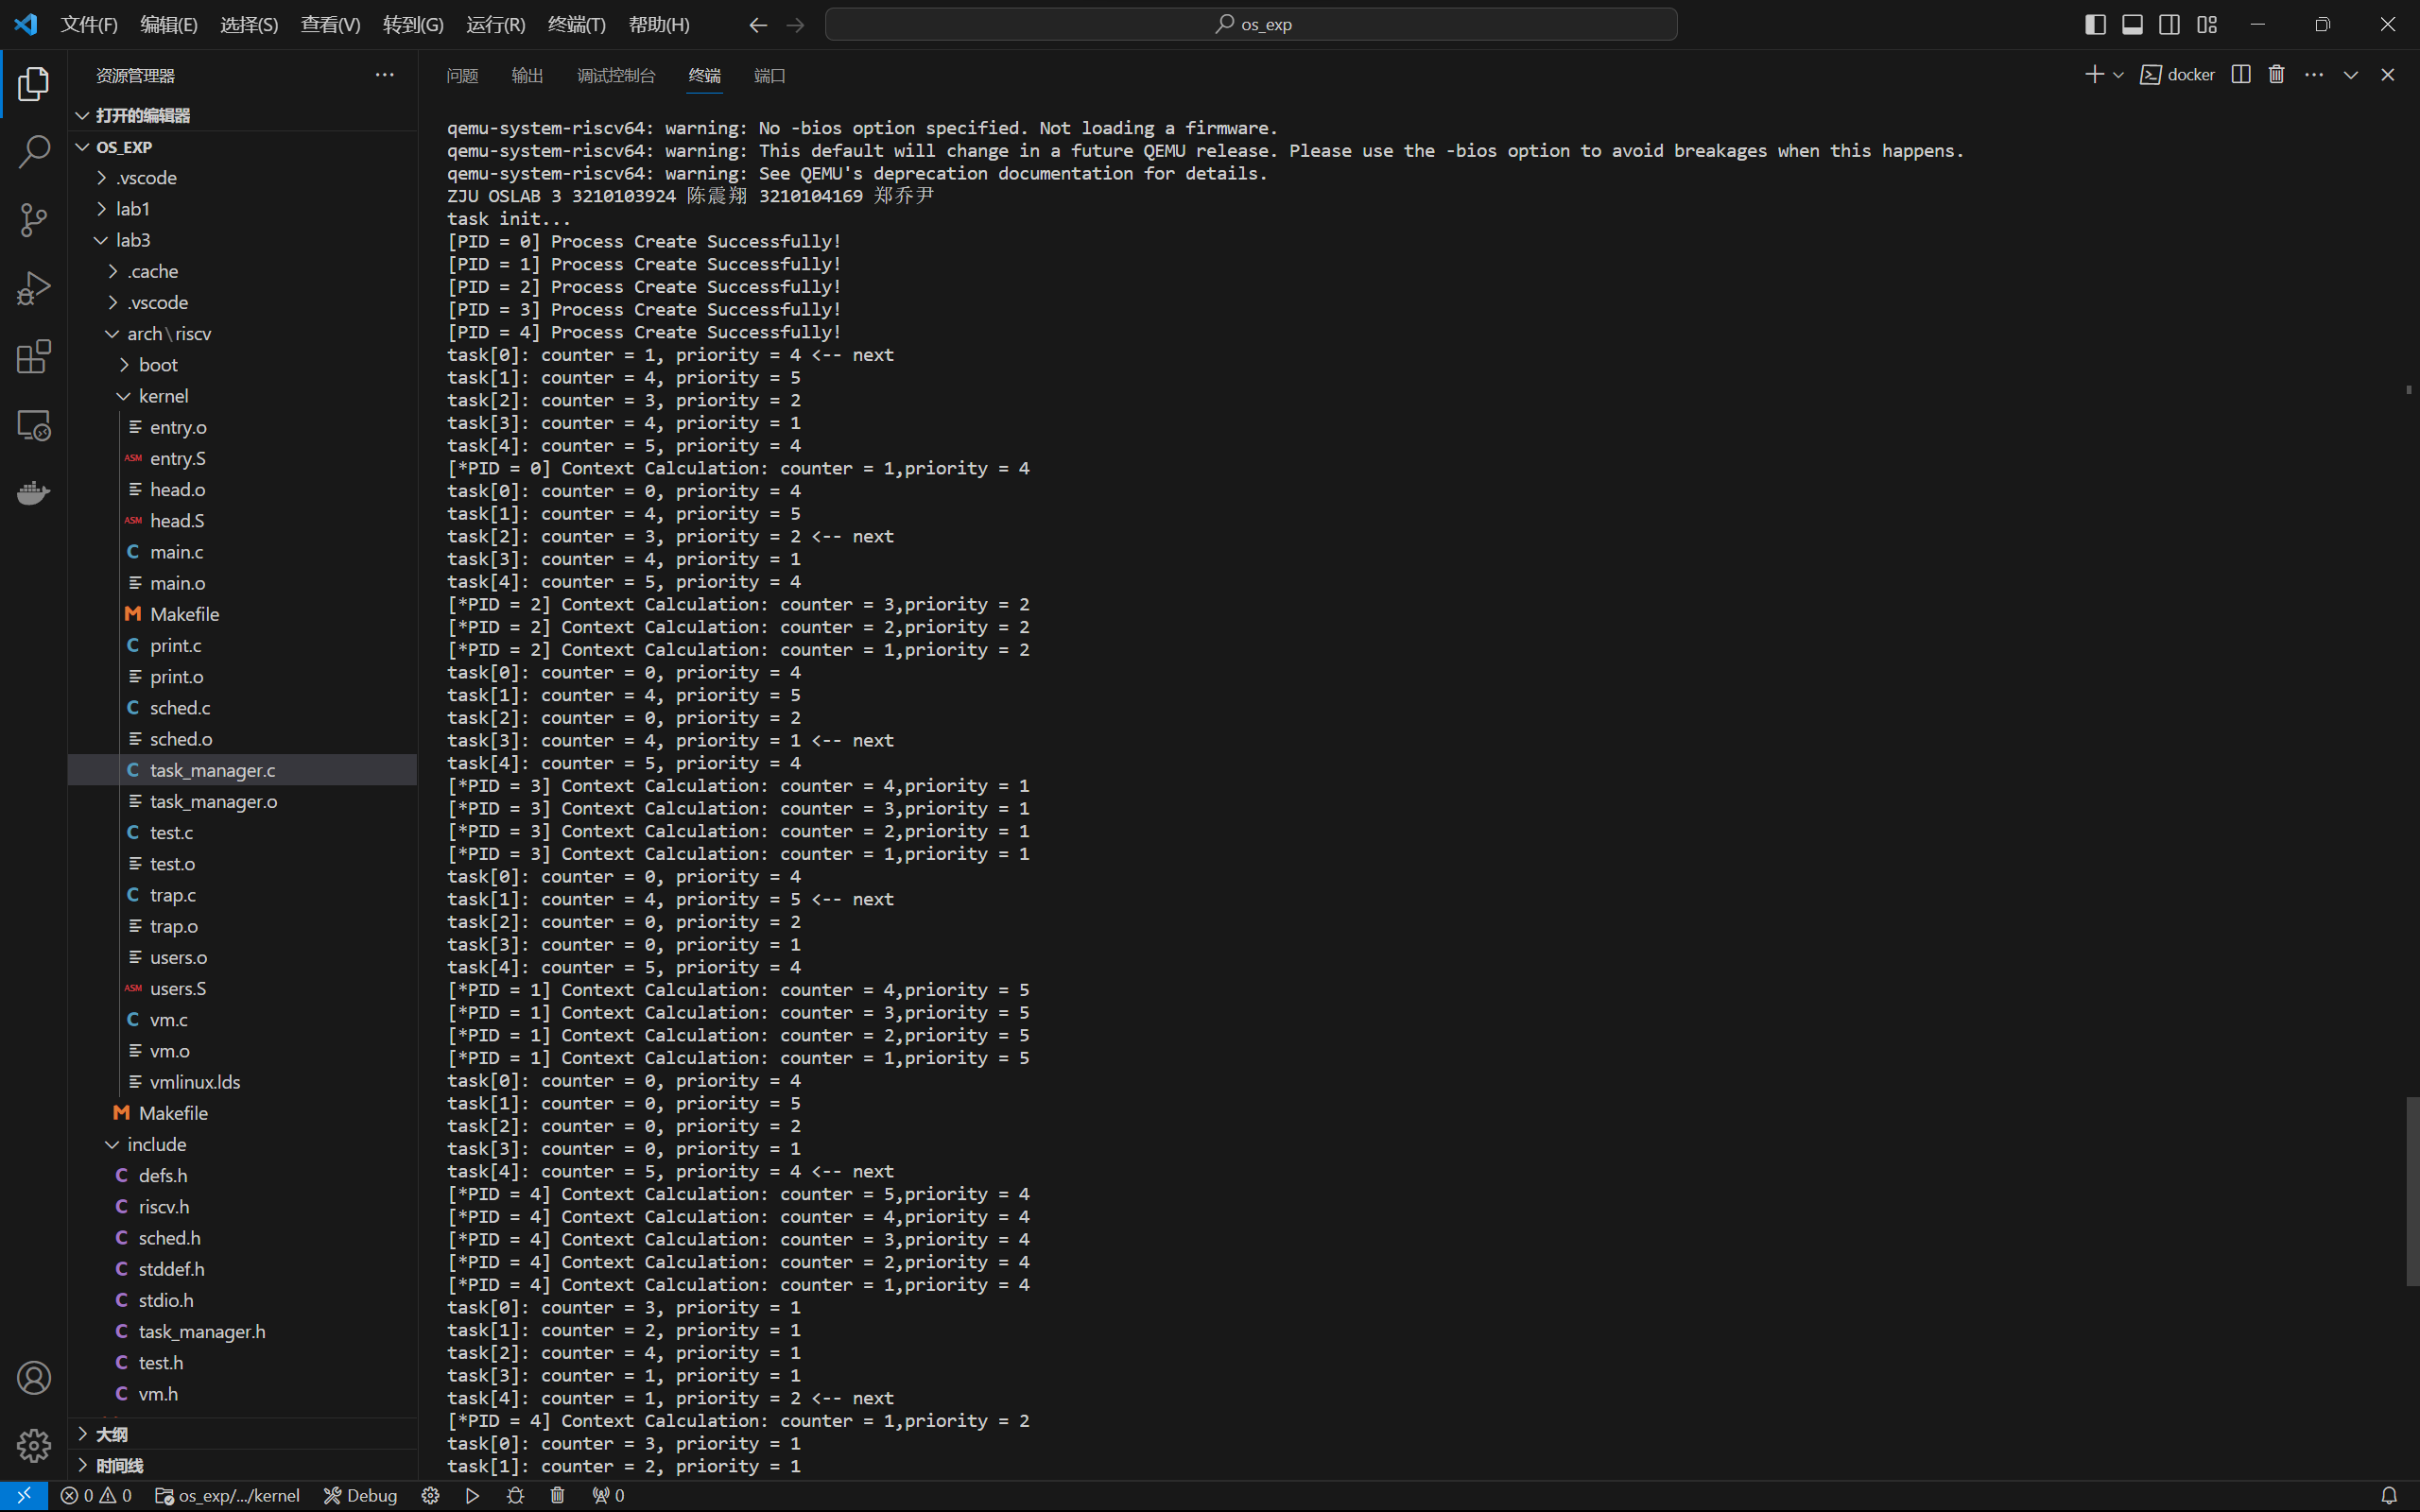 文件(F) 编辑(E) 选择(S) 查看(V) 转到(G) 运行(R) 终端(T) 帮助(H)
os_exp
资源管理器
打开的编辑器
OS_EXP
.vscode
lab1
lab3
.cache
.vscode
arch\riscv
boot
kernel
entry.o
ASM entry.S
head.o
ASM head.S
C main.c
main.o
M Makefile
C print.c
print.o
C sched.c
sched.o
C task_manager.c
task_manager.o
C test.c
test.o
C trap.c
trap.o
users.o
ASM users.S
C vm.c
vm.o
vmlinux.lds
M Makefile
include
C defs.h
C riscv.h
C sched.h
C stddef.h
C stdio.h
C task_manager.h
C test.h
C vm.h
大纲
时间线
问题 输出 调试控制台 终端 端口
docker
qemu-system-riscv64: warning: No -bios option specified. Not loading a firmware.
qemu-system-riscv64: warning: This default will change in a future QEMU release. Please use the -bios option to avoid breakages when this happens.
qemu-system-riscv64: warning: See QEMU's deprecation documentation for details.
ZJU OSLAB 3 3210103924 陈震翔 3210104169 郑乔尹
task init...
[PID = 0] Process Create Successfully!
[PID = 1] Process Create Successfully!
[PID = 2] Process Create Successfully!
[PID = 3] Process Create Successfully!
[PID = 4] Process Create Successfully!
task[0]: counter = 1, priority = 4 <-- next
task[1]: counter = 4, priority = 5
task[2]: counter = 3, priority = 2
task[3]: counter = 4, priority = 1
task[4]: counter = 5, priority = 4
[*PID = 0] Context Calculation: counter = 1,priority = 4
task[0]: counter = 0, priority = 4
task[1]: counter = 4, priority = 5
task[2]: counter = 3, priority = 2 <-- next
task[3]: counter = 4, priority = 1
task[4]: counter = 5, priority = 4
[*PID = 2] Context Calculation: counter = 3,priority = 2
[*PID = 2] Context Calculation: counter = 2,priority = 2
[*PID = 2] Context Calculation: counter = 1,priority = 2
task[0]: counter = 0, priority = 4
task[1]: counter = 4, priority = 5
task[2]: counter = 0, priority = 2
task[3]: counter = 4, priority = 1 <-- next
task[4]: counter = 5, priority = 4
[*PID = 3] Context Calculation: counter = 4,priority = 1
[*PID = 3] Context Calculation: counter = 3,priority = 1
[*PID = 3] Context Calculation: counter = 2,priority = 1
[*PID = 3] Context Calculation: counter = 1,priority = 1
task[0]: counter = 0, priority = 4
task[1]: counter = 4, priority = 5 <-- next
task[2]: counter = 0, priority = 2
task[3]: counter = 0, priority = 1
task[4]: counter = 5, priority = 4
[*PID = 1] Context Calculation: counter = 4,priority = 5
[*PID = 1] Context Calculation: counter = 3,priority = 5
[*PID = 1] Context Calculation: counter = 2,priority = 5
[*PID = 1] Context Calculation: counter = 1,priority = 5
task[0]: counter = 0, priority = 4
task[1]: counter = 0, priority = 5
task[2]: counter = 0, priority = 2
task[3]: counter = 0, priority = 1
task[4]: counter = 5, priority = 4 <-- next
[*PID = 4] Context Calculation: counter = 5,priority = 4
[*PID = 4] Context Calculation: counter = 4,priority = 4
[*PID = 4] Context Calculation: counter = 3,priority = 4
[*PID = 4] Context Calculation: counter = 2,priority = 4
[*PID = 4] Context Calculation: counter = 1,priority = 4
task[0]: counter = 3, priority = 1
task[1]: counter = 2, priority = 1
task[2]: counter = 4, priority = 1
task[3]: counter = 1, priority = 1
task[4]: counter = 1, priority = 2 <-- next
[*PID = 4] Context Calculation: counter = 1,priority = 2
task[0]: counter = 3, priority = 1
task[1]: counter = 2, priority = 1
0 0 os_exp/.../kernel Debug 0